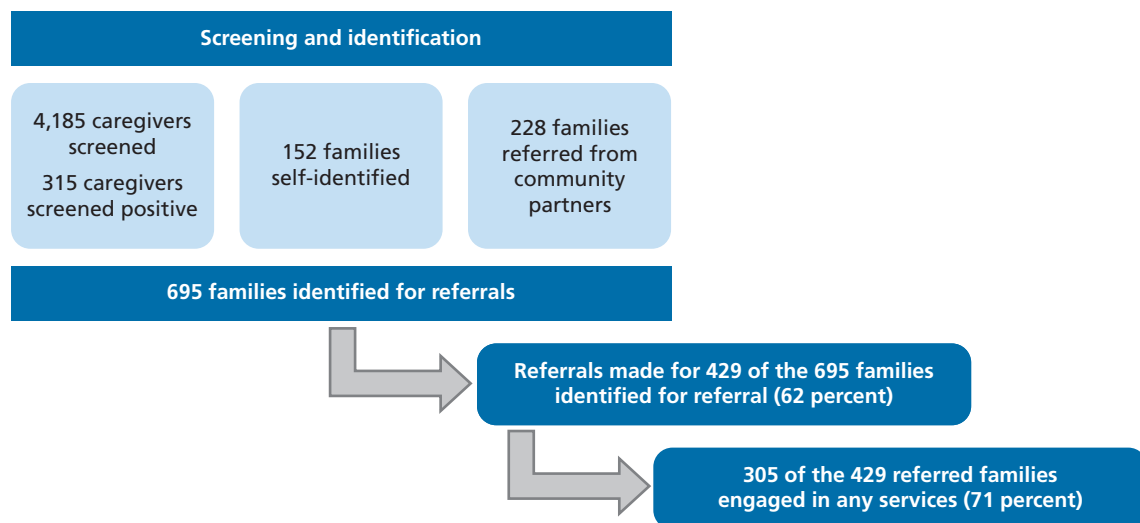 Screening and identification
4,185 caregivers
screened
315 caregivers
screened positive
152 families
self-identified
228 families
referred from
community
partners
695 families identified for referrals
Referrals made for 429 of the 695 families
identified for referral (62 percent)
305 of the 429 referred families
engaged in any services (71 percent)